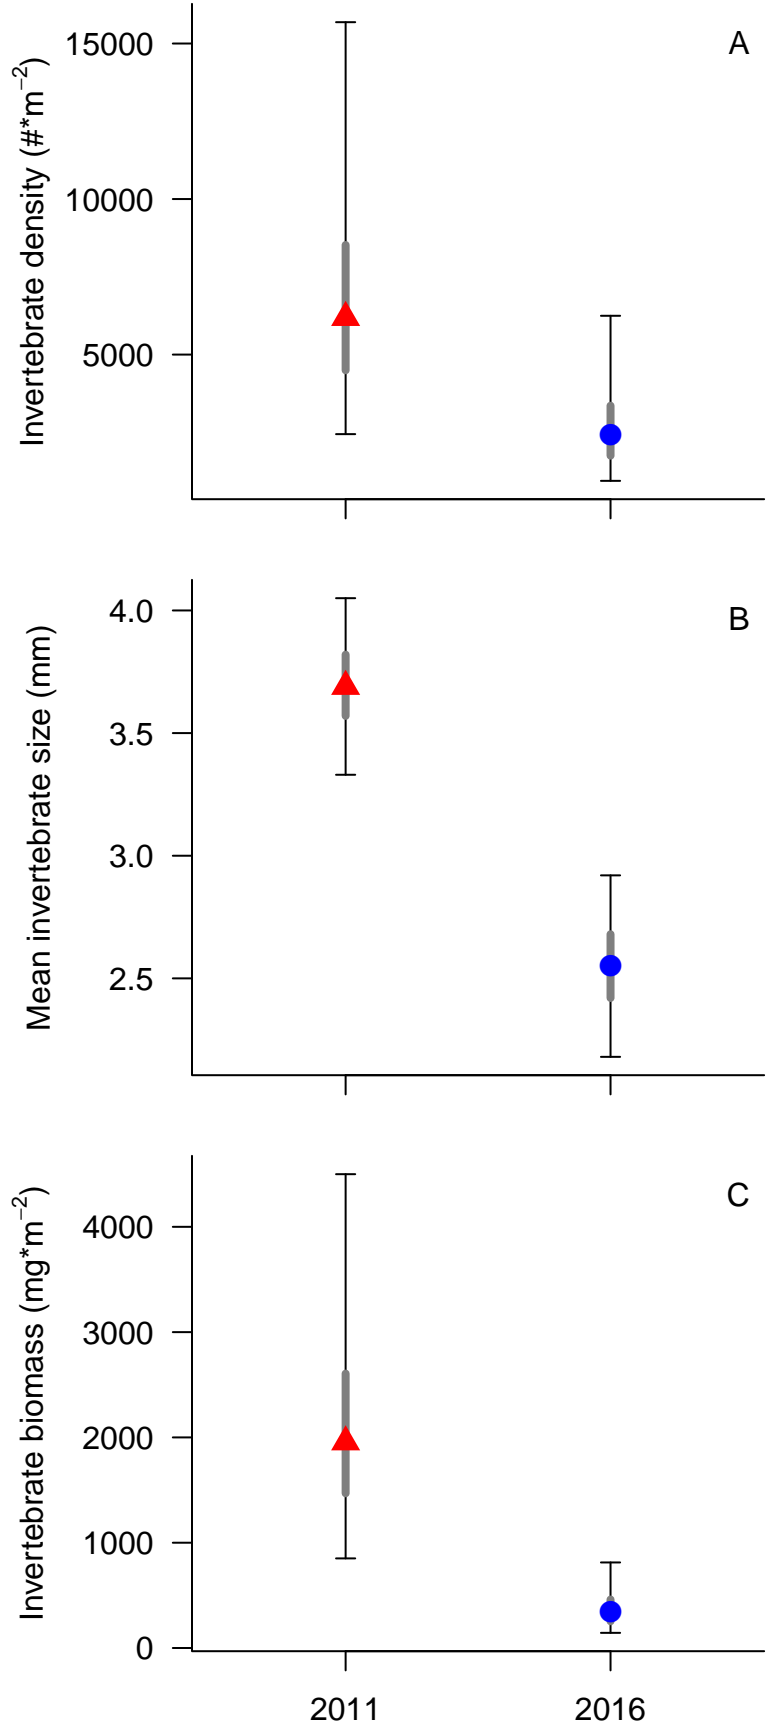 A
Invertebrate density (#*m⁻²)
15000
10000
5000
B
Mean invertebrate size (mm)
4.0
3.5
3.0
2.5
C
Invertebrate biomass (mg*m⁻²)
4000
3000
2000
1000
0
2011 2016